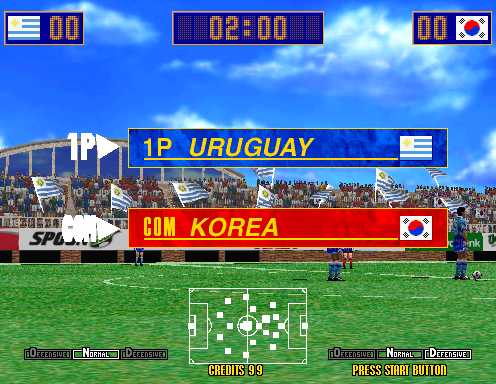 00 02:00 00
1P 1P URUGUAY
COM COM KOREA
OFFENSIVE NORMAL DEFENSIVE OFFENSIVE NORMAL DEFENSIVE
CREDITS 99 PRESS START BUTTON